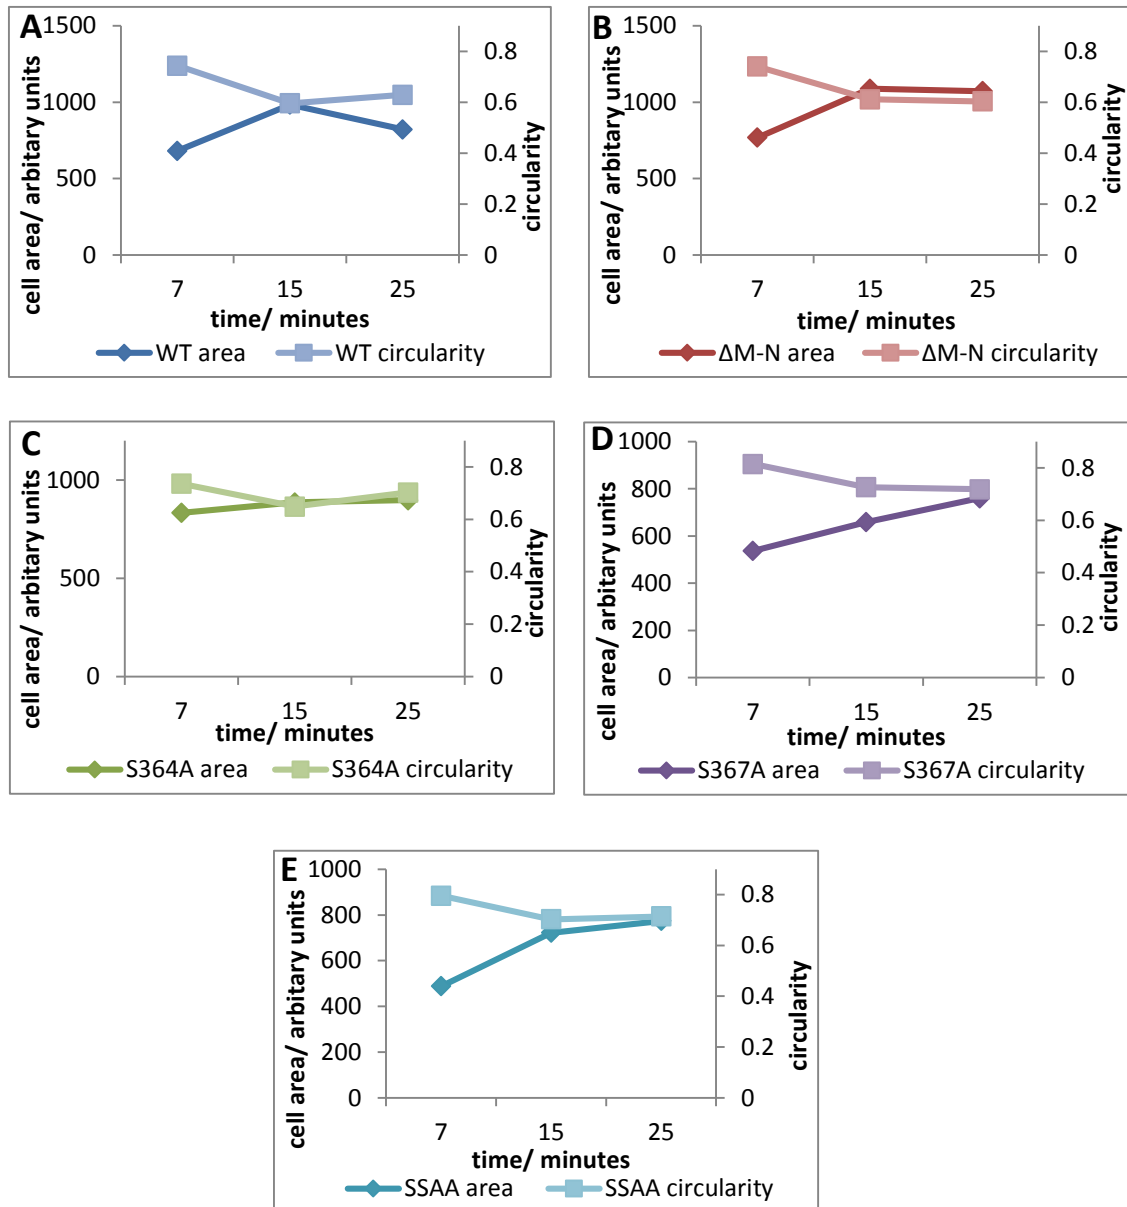 A
1500
1000
500
0
cell area/ arbitary units
0.8
0.6
0.4
0.2
0
circularity
7 15 25
time/ minutes
WT area WT circularity
B
1500
1000
500
0
cell area/ arbitary units
0.8
0.6
0.4
0.2
0
circularity
7 15 25
time/ minutes
ΔM-N area ΔM-N circularity
C
1000
500
0
cell area/ arbitary units
0.8
0.6
0.4
0.2
0
circularity
7 15 25
time/ minutes
S364A area S364A circularity
D
1000
800
600
400
200
0
cell area/ arbitary units
0.8
0.6
0.4
0.2
0
circularity
7 15 25
time/ minutes
S367A area S367A circularity
E
1000
800
600
400
200
0
cell area/ arbitary units
0.8
0.6
0.4
0.2
0
circularity
7 15 25
time/ minutes
SSAA area SSAA circularity